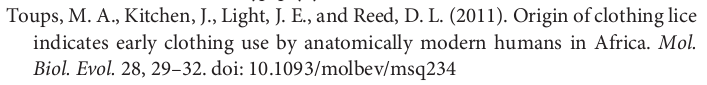 Toups, M. A., Kitchen, J., Light, J. E., and Reed, D. L. (2011). Origin of clothing lice
indicates early clothing use by anatomically modern humans in Africa. Mol.
Biol. Evol. 28, 29–32. doi: 10.1093/molbev/msq234